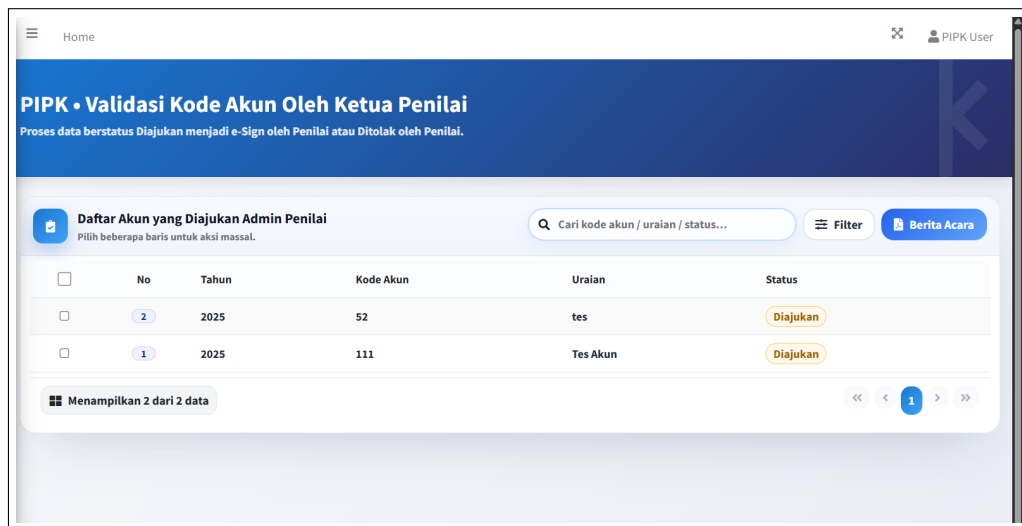 Home
PIPK User
PIPK • Validasi Kode Akun Oleh Ketua Penilai
Proses data berstatus Diajukan menjadi e-Sign oleh Penilai atau Ditolak oleh Penilai.
Daftar Akun yang Diajukan Admin Penilai
Pilih beberapa baris untuk aksi massal.
Cari kode akun / uraian / status...
Filter
Berita Acara
No Tahun Kode Akun Uraian Status
2 2025 52 tes Diajukan
1 2025 111 Tes Akun Diajukan
Menampilkan 2 dari 2 data
« ‹ 1 › »